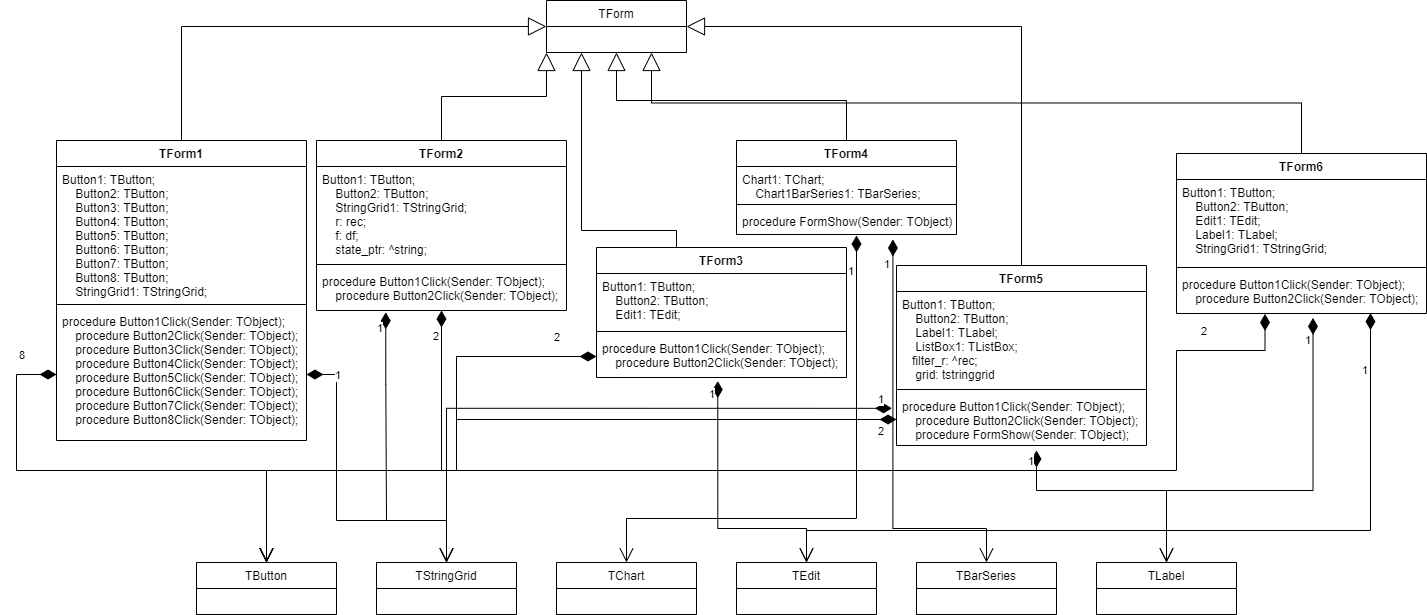 TForm
TForm1
Button1: TButton;
Button2: TButton;
Button3: TButton;
Button4: TButton;
Button5: TButton;
Button6: TButton;
Button7: TButton;
Button8: TButton;
StringGrid1: TStringGrid;
procedure Button1Click(Sender: TObject);
procedure Button2Click(Sender: TObject);
procedure Button3Click(Sender: TObject);
procedure Button4Click(Sender: TObject);
procedure Button5Click(Sender: TObject);
procedure Button6Click(Sender: TObject);
procedure Button7Click(Sender: TObject);
procedure Button8Click(Sender: TObject);
8
1
TForm2
Button1: TButton;
Button2: TButton;
StringGrid1: TStringGrid;
r: rec;
f: df;
state_ptr: ^string;
procedure Button1Click(Sender: TObject);
procedure Button2Click(Sender: TObject);
1
2
TForm3
Button1: TButton;
Button2: TButton;
Edit1: TEdit;
procedure Button1Click(Sender: TObject);
procedure Button2Click(Sender: TObject);
2
1
TForm4
Chart1: TChart;
Chart1BarSeries1: TBarSeries;
procedure FormShow(Sender: TObject)
1
1
TForm5
Button1: TButton;
Button2: TButton;
Label1: TLabel;
ListBox1: TListBox;
filter_r: ^rec;
grid: tstringgrid
procedure Button1Click(Sender: TObject);
procedure Button2Click(Sender: TObject);
procedure FormShow(Sender: TObject);
1
2
1
TForm6
Button1: TButton;
Button2: TButton;
Edit1: TEdit;
Label1: TLabel;
StringGrid1: TStringGrid;
procedure Button1Click(Sender: TObject);
procedure Button2Click(Sender: TObject);
2
1
1
TButton
TStringGrid
TChart
TEdit
TBarSeries
TLabel